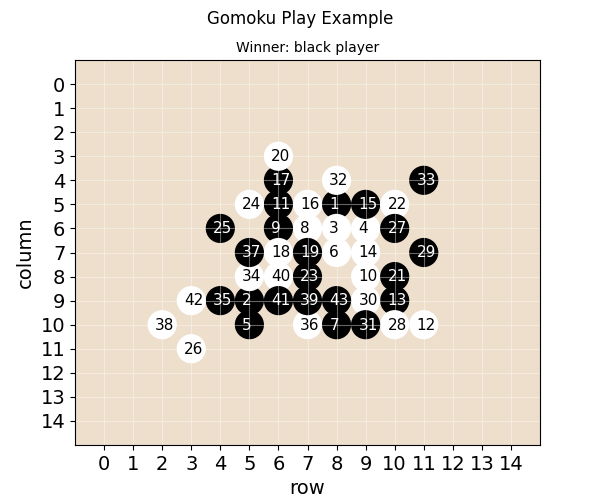 Gomoku Play Example
Winner: black player
0
1
2
3 20
4 17 32 33
5 24 11 16 1 15 22
6 25 9 8 3 4 27
7 37 18 19 6 14 29
8 34 40 23 10 21
9 42 35 2 41 39 43 30 13
10 38 5 36 7 31 28 12
11 26
12
13
14
column
0 1 2 3 4 5 6 7 8 9 10 11 12 13 14
row